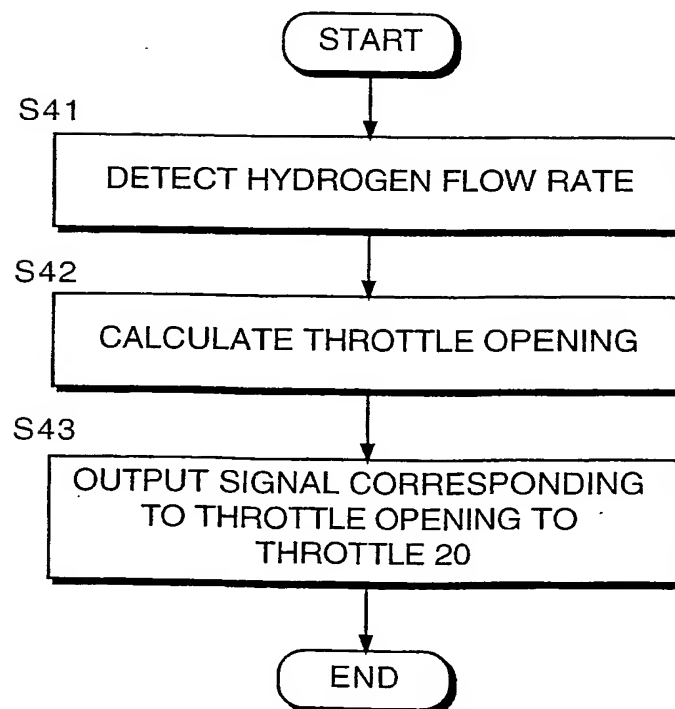 START
S41
DETECT HYDROGEN FLOW RATE
S42
CALCULATE THROTTLE OPENING
S43
OUTPUT SIGNAL CORRESPONDING
TO THROTTLE OPENING TO
THROTTLE 20
END